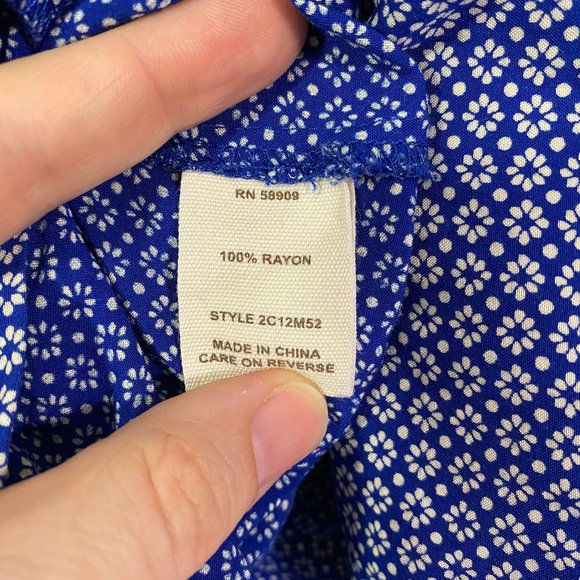 RN 58909
100% RAYON
STYLE 2C12M52
MADE IN CHINA
CARE ON REVERSE